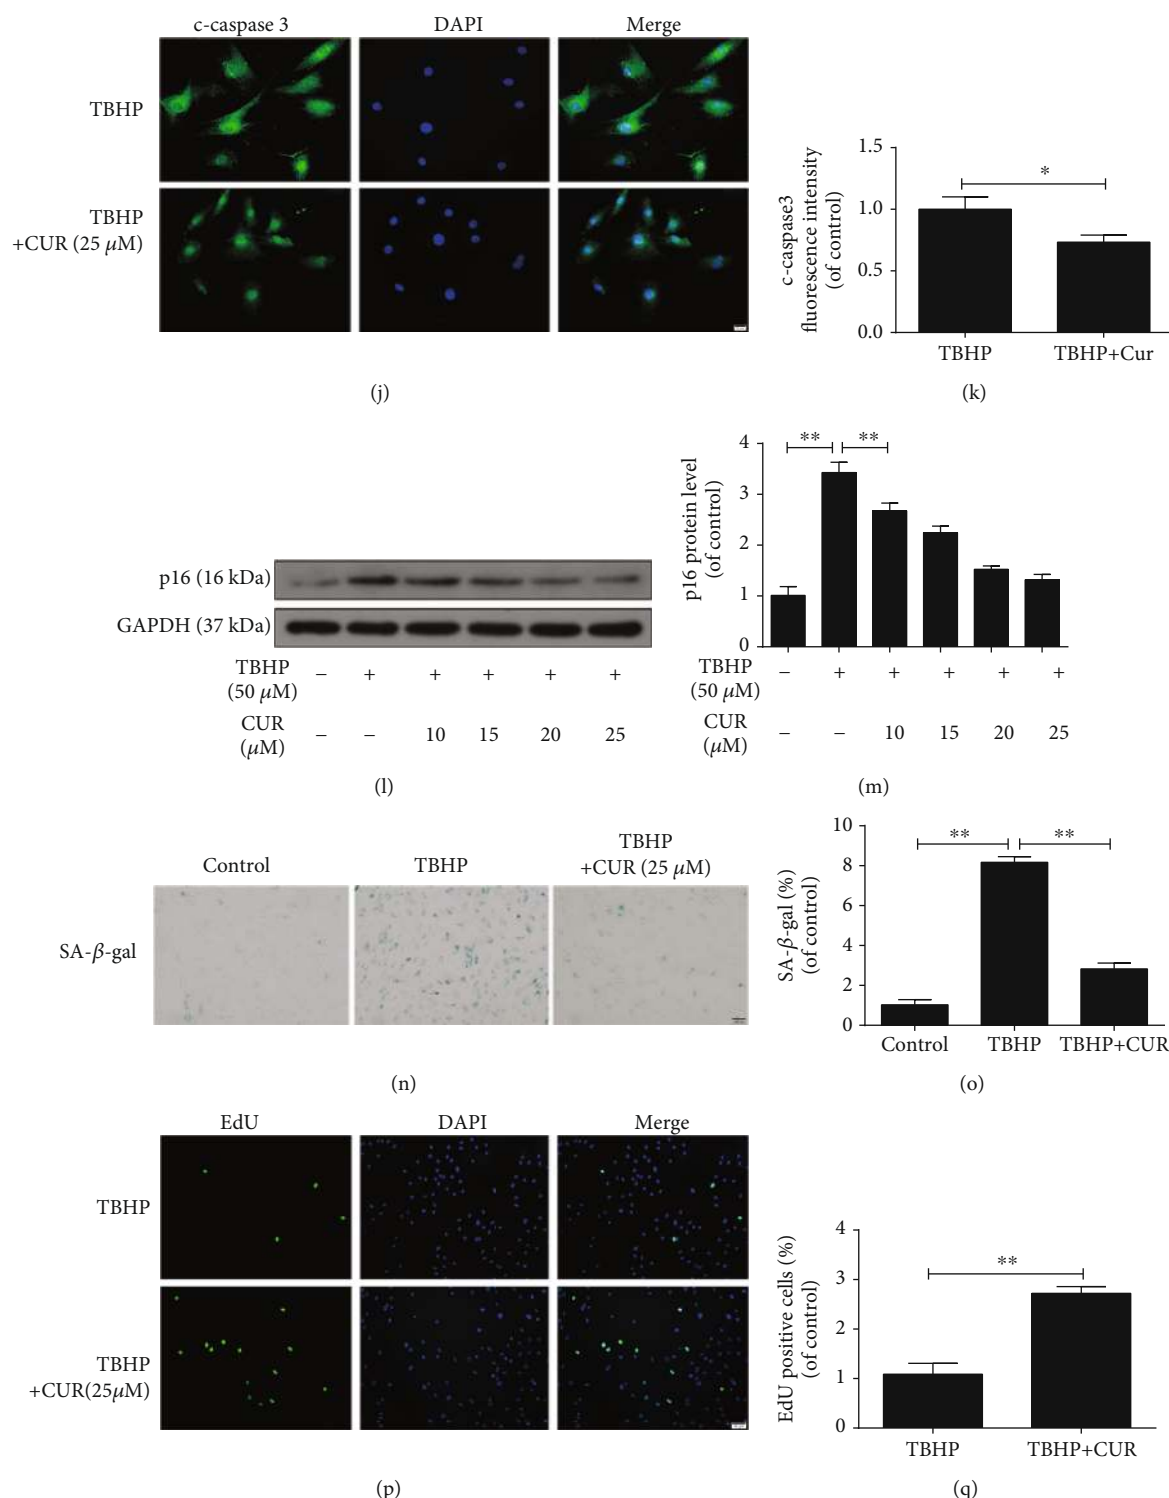 c-caspase 3 DAPI Merge
TBHP
TBHP
+CUR (25 μM)
(j)
c-caspase3
fluorescence intensity
(of control)
1.5
1.0
0.5
0.0
*
TBHP TBHP+Cur
(k)
p16 (16 kDa)
GAPDH (37 kDa)
TBHP
(50 μM)
– + + + + +
CUR
(μM)
– – 10 15 20 25
(l)
p16 protein level
(of control)
4
3
2
1
0
** **
TBHP
(50 μM)
– + + + + +
CUR
(μM)
– – 10 15 20 25
(m)
Control TBHP TBHP
+CUR (25 μM)
SA-β-gal
(n)
SA-β-gal (%)
(of control)
10
8
6
4
2
0
** **
Control TBHP TBHP+CUR
(o)
EdU DAPI Merge
TBHP
TBHP
+CUR(25μM)
(p)
EdU positive cells (%)
(of control)
4
3
2
1
0
**
TBHP TBHP+CUR
(q)